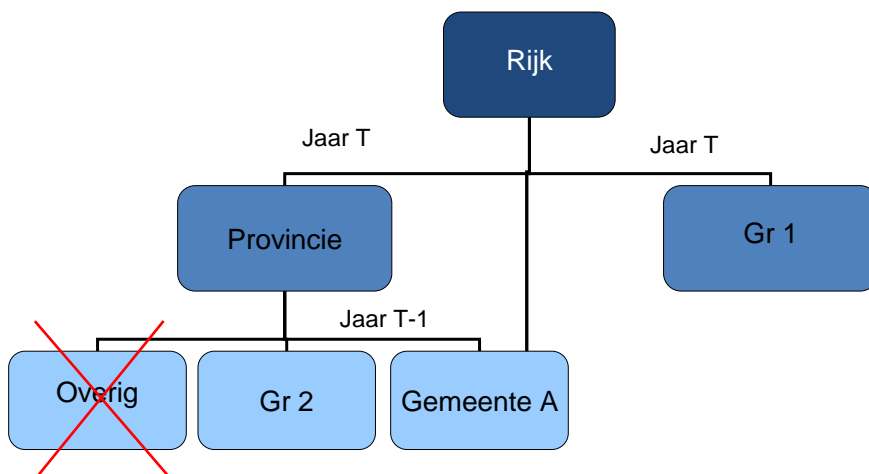 Rijk
Jaar T
Jaar T
Provincie
Gr 1
Jaar T-1
Overig
Gr 2
Gemeente A